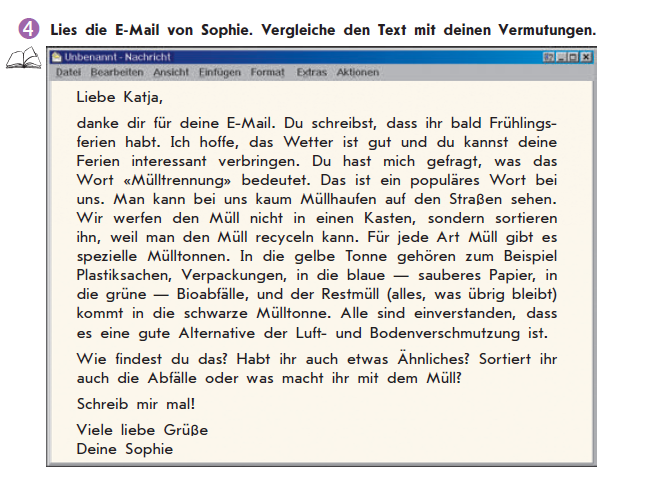 4 Lies die E-Mail von Sophie. Vergleiche den Text mit deinen Vermutungen.
Unbenannt - Nachricht
Datei Bearbeiten Ansicht Einfügen Format Extras Aktionen
Liebe Katja,
danke dir für deine E-Mail. Du schreibst, dass ihr bald Frühlings-
ferien habt. Ich hoffe, das Wetter ist gut und du kannst deine
Ferien interessant verbringen. Du hast mich gefragt, was das
Wort «Mülltrennung» bedeutet. Das ist ein populäres Wort bei
uns. Man kann bei uns kaum Müllhaufen auf den Straßen sehen.
Wir werfen den Müll nicht in einen Kasten, sondern sortieren
ihn, weil man den Müll recyceln kann. Für jede Art Müll gibt es
spezielle Mülltonnen. In die gelbe Tonne gehören zum Beispiel
Plastiksachen, Verpackungen, in die blaue — sauberes Papier, in
die grüne — Bioabfälle, und der Restmüll (alles, was übrig bleibt)
kommt in die schwarze Mülltonne. Alle sind einverstanden, dass
es eine gute Alternative der Luft- und Bodenverschmutzung ist.
Wie findest du das? Habt ihr auch etwas Ähnliches? Sortiert ihr
auch die Abfälle oder was macht ihr mit dem Müll?
Schreib mir mal!
Viele liebe Grüße
Deine Sophie